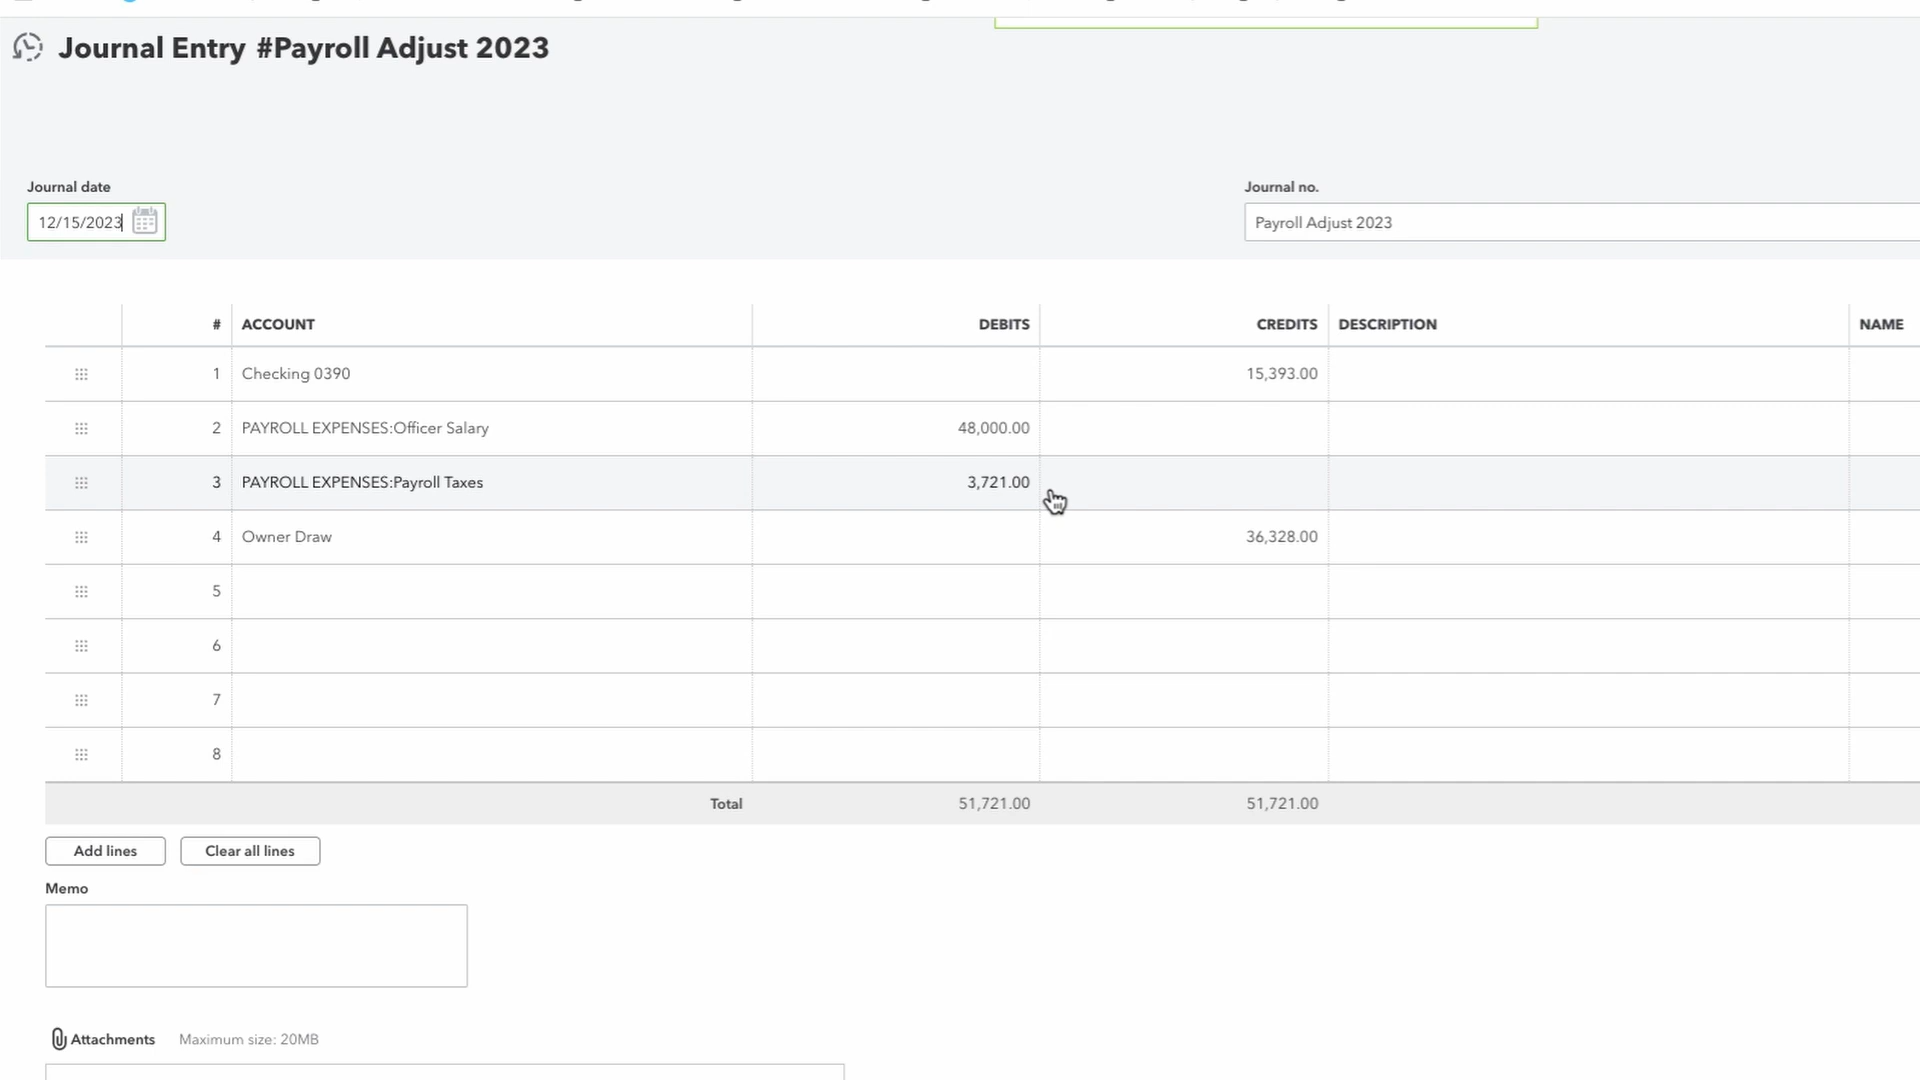 Journal Entry #Payroll Adjust 2023
Journal date
Journal no.
12/15/2023
Payroll Adjust 2023
# ACCOUNT DEBITS CREDITS DESCRIPTION NAME
1 Checking 0390 15,393.00
2 PAYROLL EXPENSES:Officer Salary 48,000.00
3 PAYROLL EXPENSES:Payroll Taxes 3,721.00
4 Owner Draw 36,328.00
5
6
7
8
Total 51,721.00 51,721.00
Add lines Clear all lines
Memo
Attachments Maximum size: 20MB